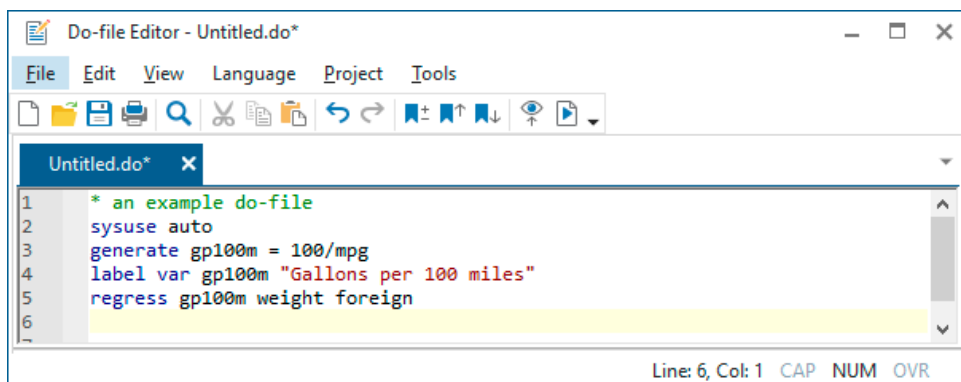 Do-file Editor - Untitled.do*
File Edit View Language Project Tools
Untitled.do*
1 * an example do-file
2 sysuse auto
3 generate gp100m = 100/mpg
4 label var gp100m "Gallons per 100 miles"
5 regress gp100m weight foreign
6
Line: 6, Col: 1 CAP NUM OVR